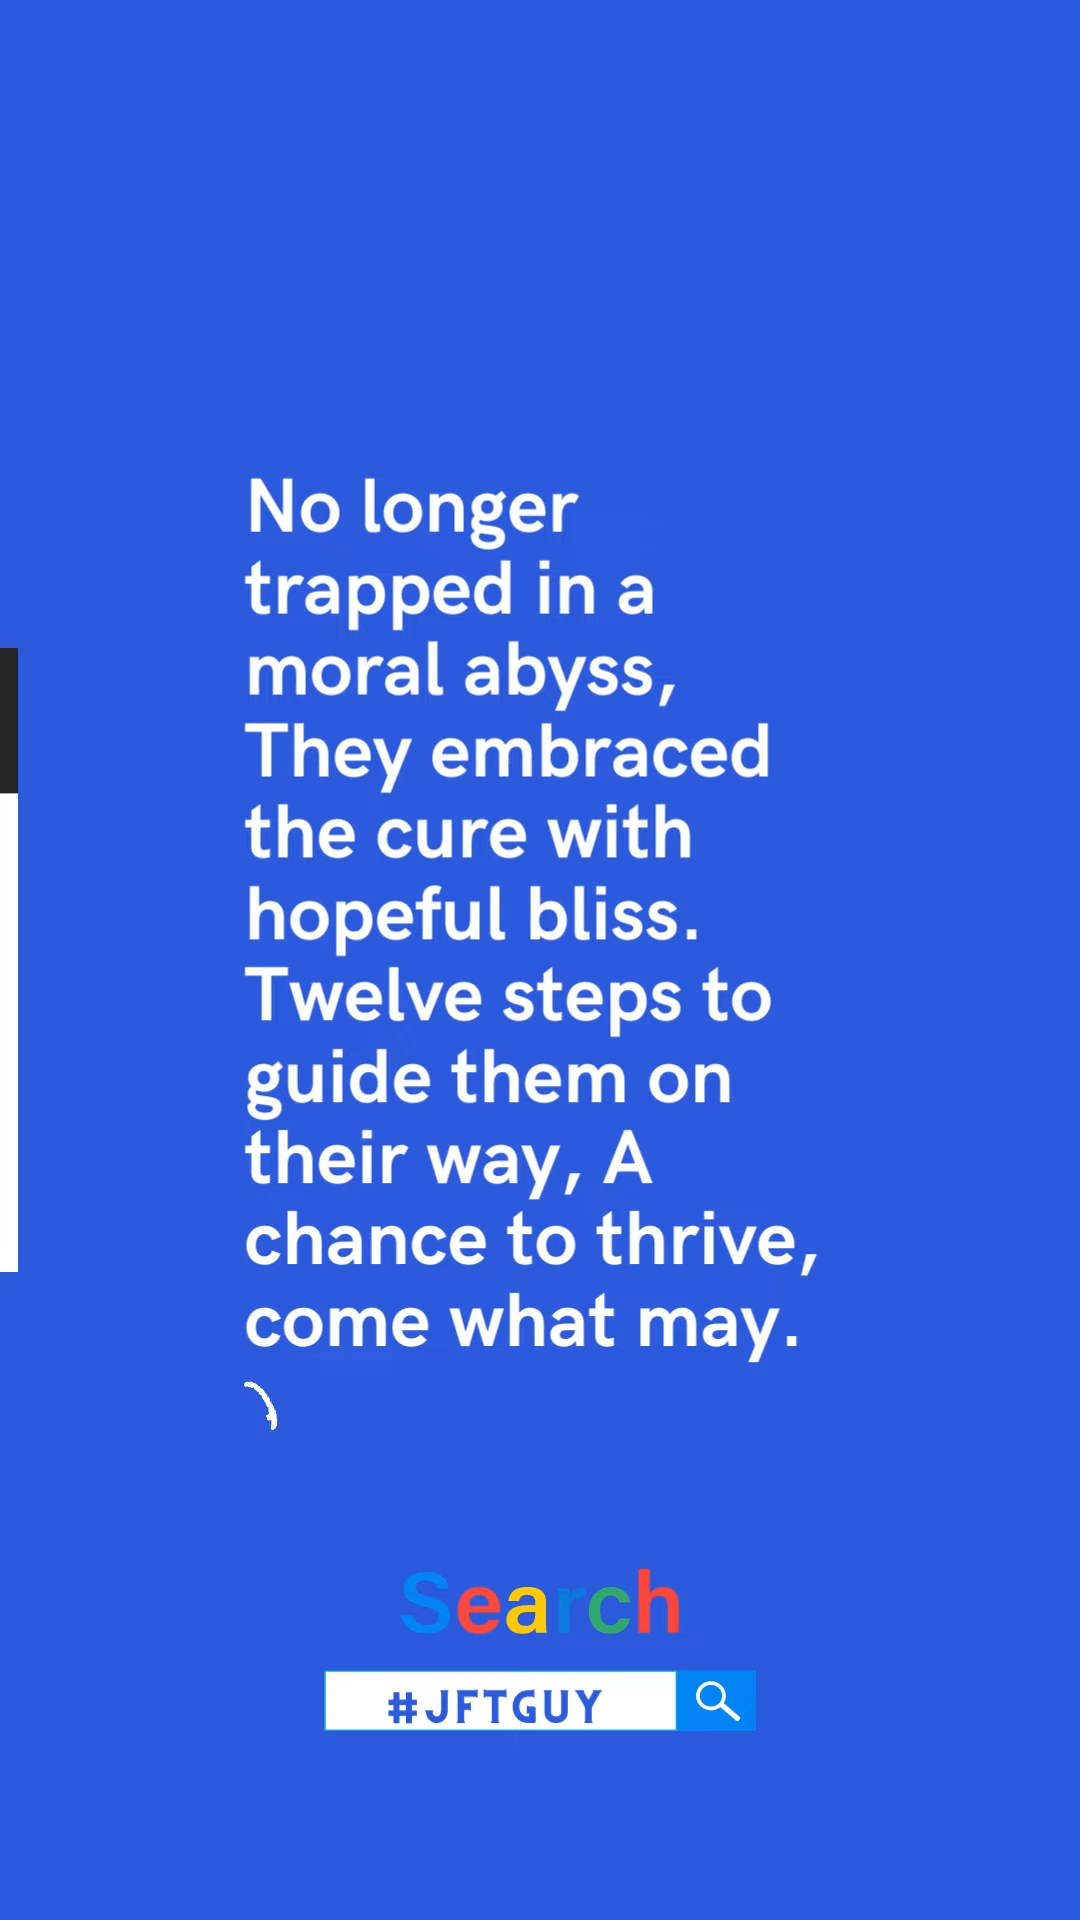 No longer
trapped in a
moral abyss,
They embraced
the cure with
hopeful bliss.
Twelve steps to
guide them on
their way, A
chance to thrive,
come what may.
Search
#JFTGUY